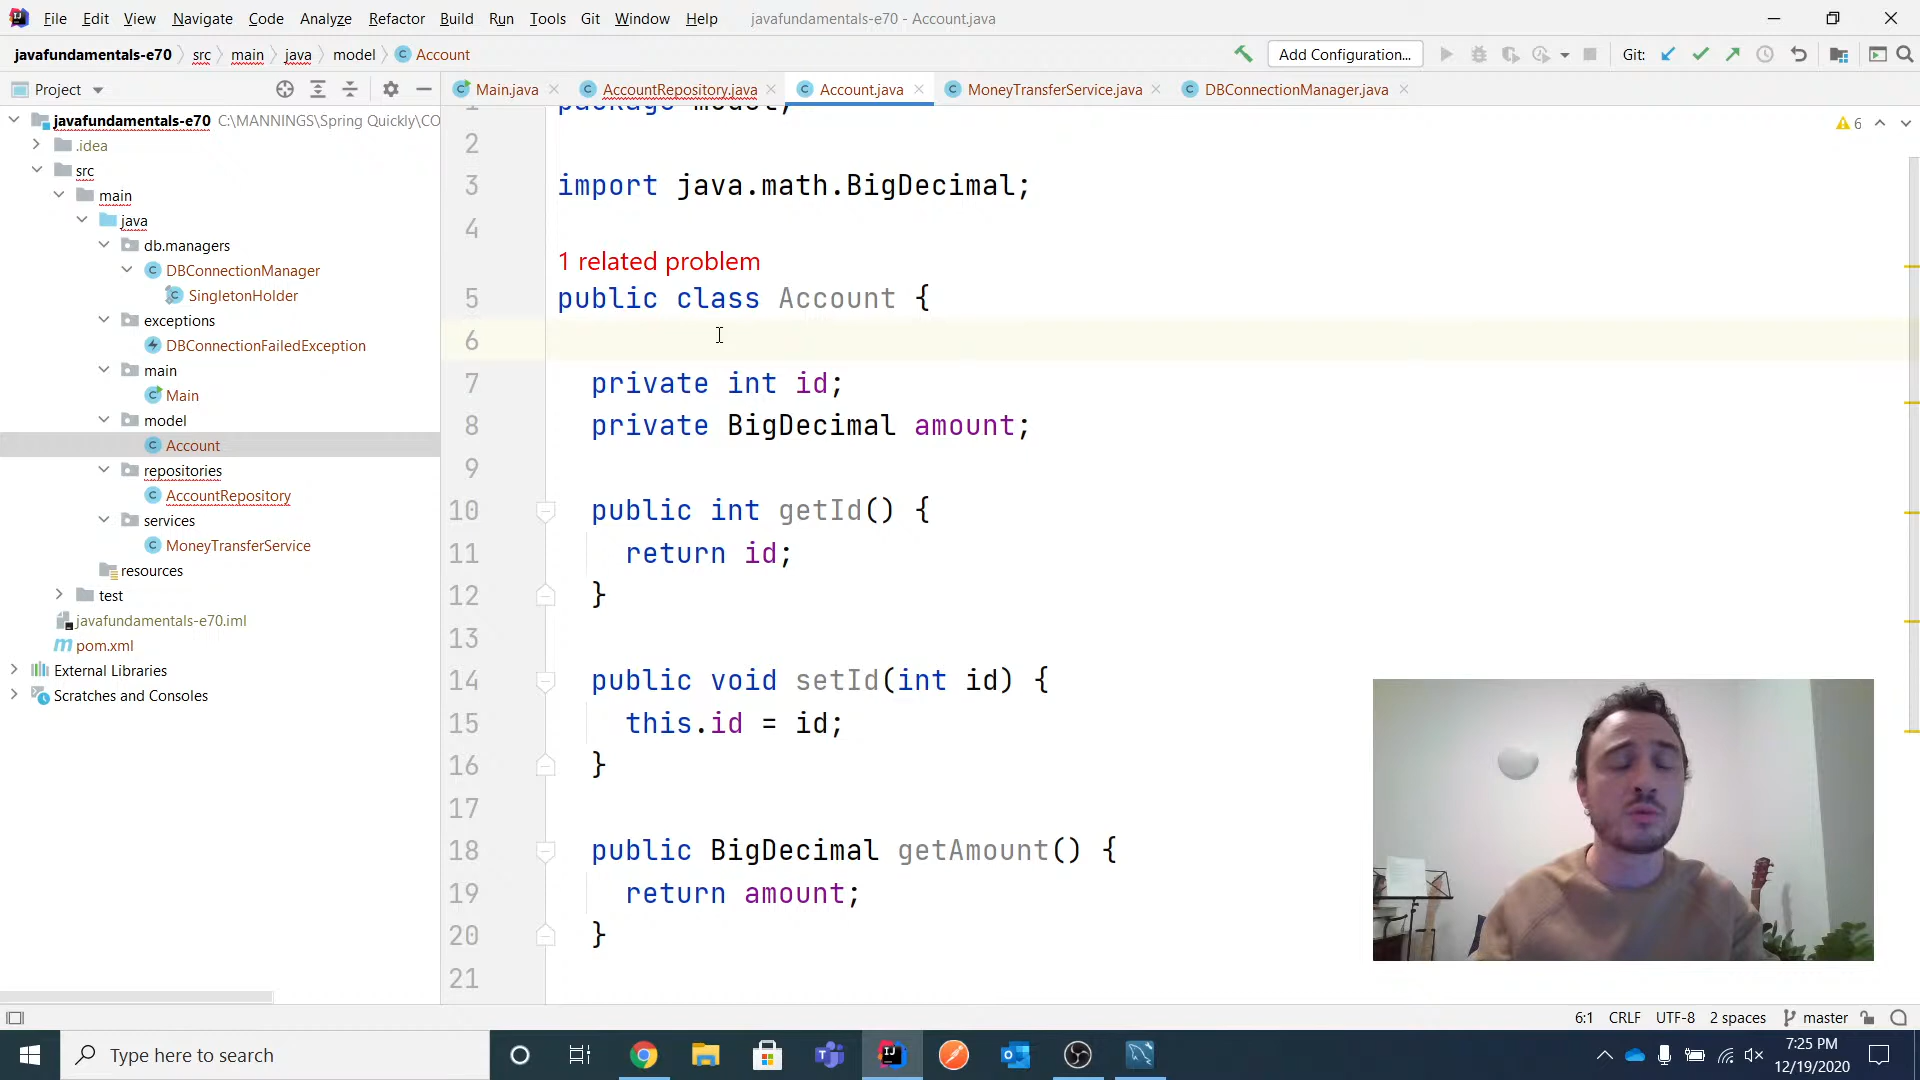 File Edit View Navigate Code Analyze Refactor Build Run Tools Git Window Help javafundamentals-e70 - Account.java
javafundamentals-e70 src main java model Account Add Configuration... Git:
Project Main.java AccountRepository.java Account.java MoneyTransferService.java DBConnectionManager.java
javafundamentals-e70 C:\MANNINGS\Spring Quickly\CO
.idea
src
main
java
db.managers
DBConnectionManager
SingletonHolder
exceptions
DBConnectionFailedException
main
Main
model
Account
repositories
AccountRepository
services
MoneyTransferService
resources
test
javafundamentals-e70.iml
pom.xml
External Libraries
Scratches and Consoles
6
1 package model;
2
3 import java.math.BigDecimal;
4
1 related problem
5 public class Account {
6
7 private int id;
8 private BigDecimal amount;
9
10 public int getId() {
11 return id;
12 }
13
14 public void setId(int id) {
15 this.id = id;
16 }
17
18 public BigDecimal getAmount() {
19 return amount;
20 }
21
6:1 CRLF UTF-8 2 spaces master
Type here to search
7:25 PM
12/19/2020